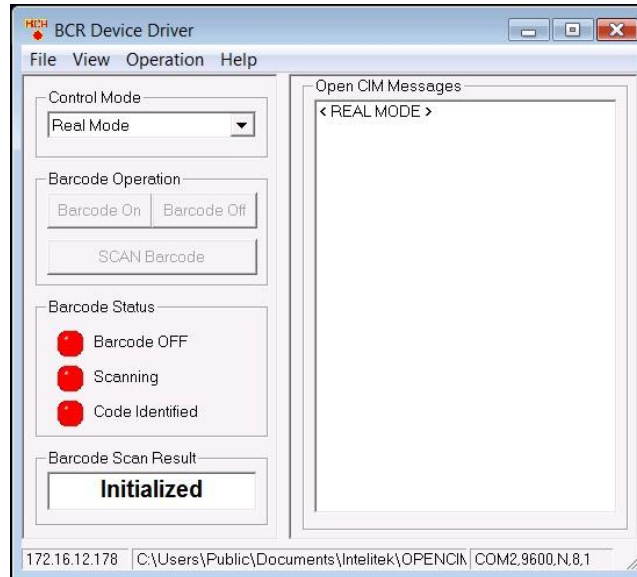 BCR Device Driver
File View Operation Help
Control Mode
Real Mode
Barcode Operation
Barcode On Barcode Off
SCAN Barcode
Barcode Status
Barcode OFF
Scanning
Code Identified
Barcode Scan Result
Initialized
Open CIM Messages
< REAL MODE >
172.16.12.178 C:\Users\Public\Documents\Intelitek\OPENCIM COM2,9600,N,8,1